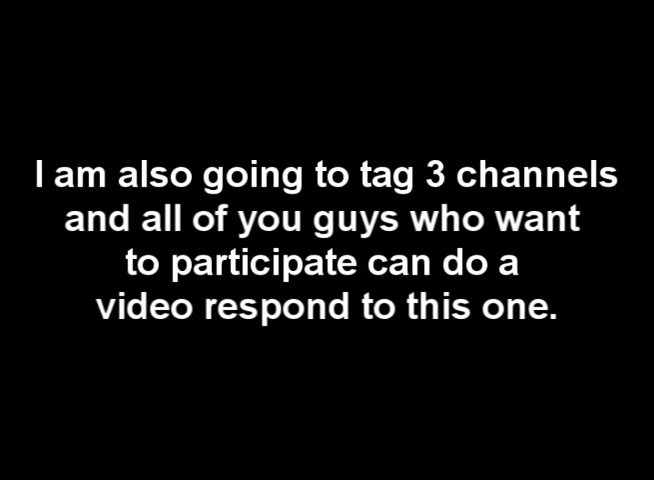 I am also going to tag 3 channels
and all of you guys who want
to participate can do a
video respond to this one.